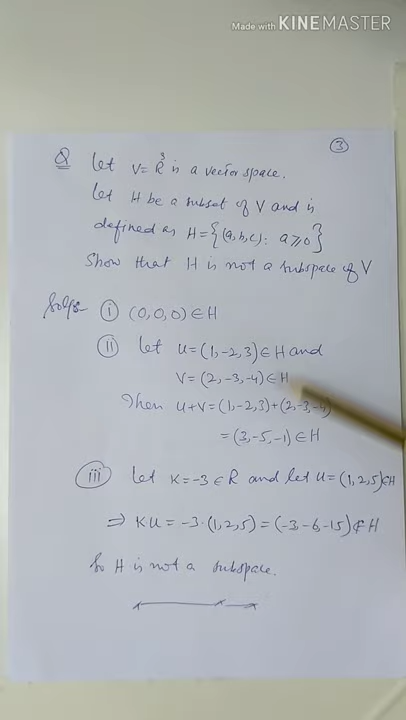 Made with KINEMASTER
3
Q Let V = R³ is a vector space.
Let H be a subset of V and is
defined as H = {(a, b, c) : a ≥ 0}
Show that H is not a subspace of V
Soln:- (i) (0, 0, 0) ∈ H
(ii) Let U = (1, -2, 3) ∈ H and
V = (2, -3, -4) ∈ H
Then U + V = (1, -2, 3) + (2, -3, -4)
= (3, -5, -1) ∈ H
(iii) Let K = -3 ∈ R and let U = (1, 2, 5) ∈ H
⇒ KU = -3·(1, 2, 5) = (-3, -6, -15) ∉ H
So H is not a subspace.